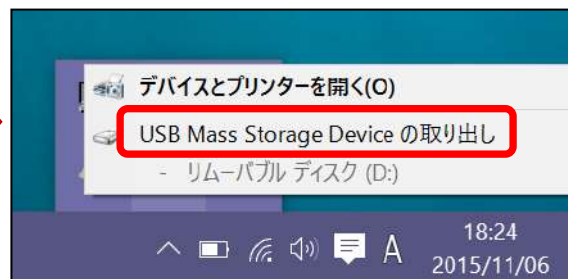 デバイスとプリンターを開く(O)
USB Mass Storage Device の取り出し
- リムーバブル ディスク (D:)
A
18:24
2015/11/06